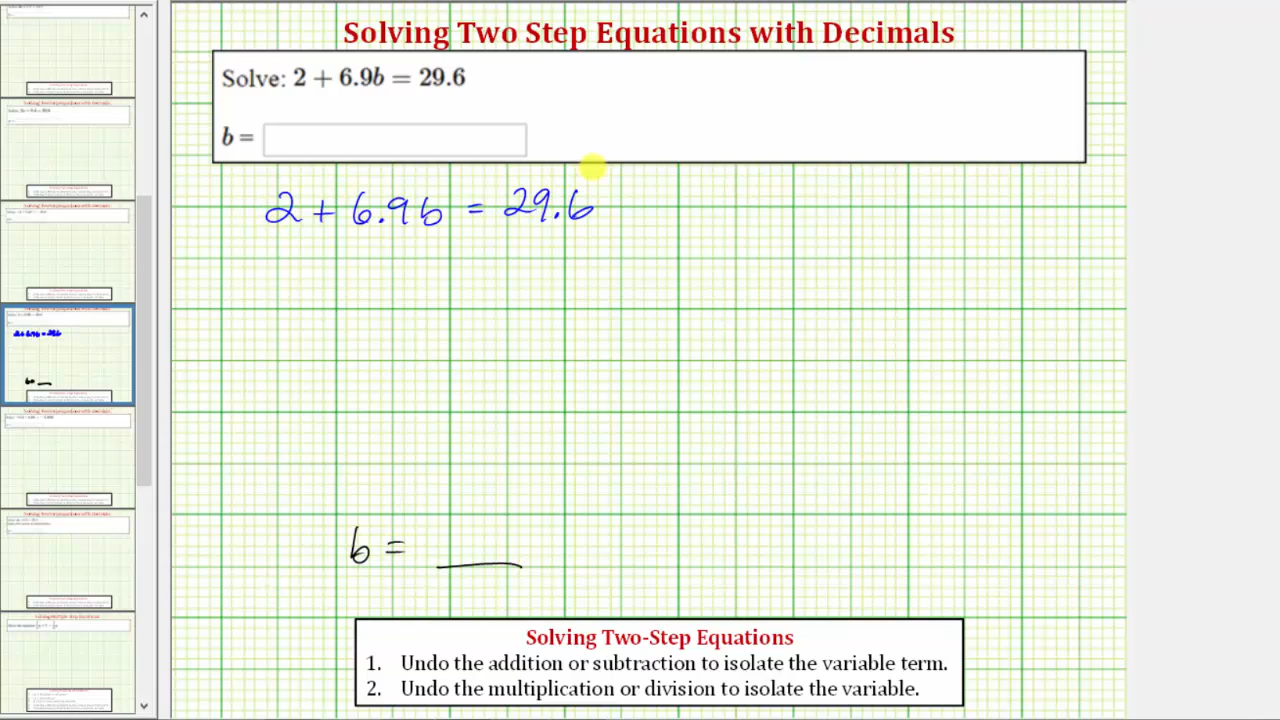 Solving Two Step Equations with Decimals
Solve: 2 + 6.9b = 29.6
b =
2 + 6.9b = 29.6
b =
Solving Two-Step Equations
1. Undo the addition or subtraction to isolate the variable term.
2. Undo the multiplication or division to isolate the variable.